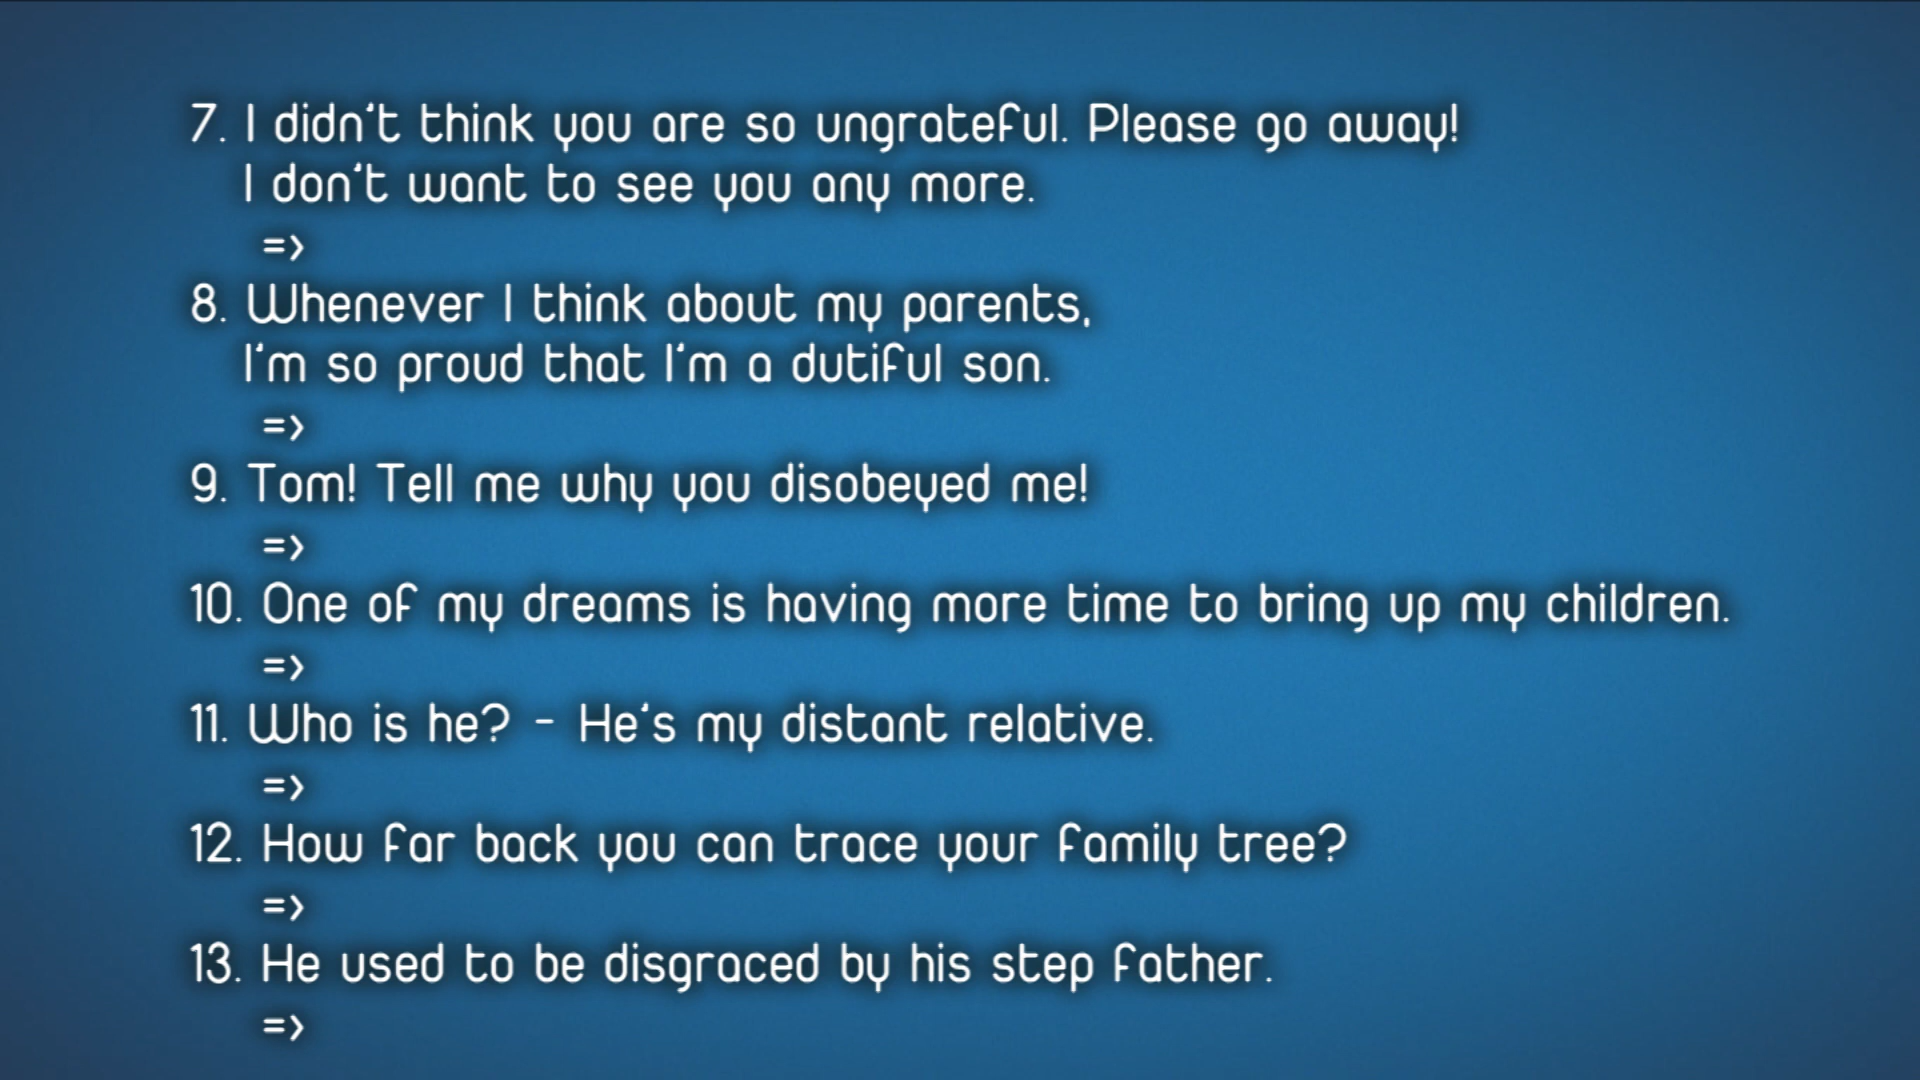 7. I didn't think you are so ungrateful. Please go away!
I don't want to see you any more.
=>
8. Whenever I think about my parents,
I'm so proud that I'm a dutiful son.
=>
9. Tom! Tell me why you disobeyed me!
=>
10. One of my dreams is having more time to bring up my children.
=>
11. Who is he? - He's my distant relative.
=>
12. How far back you can trace your family tree?
=>
13. He used to be disgraced by his step father.
=>